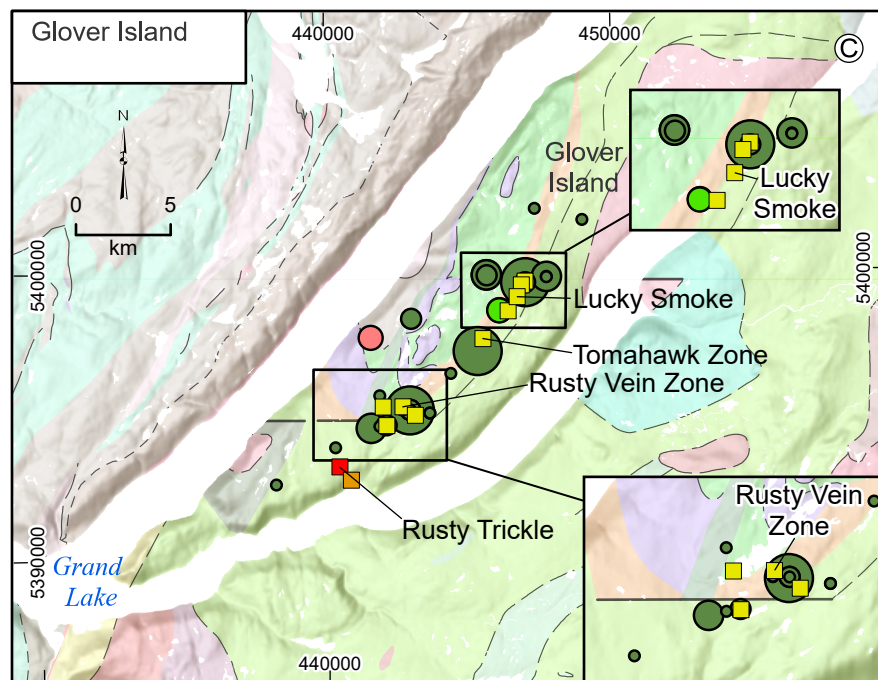 Glover Island
440000
450000
C
N
0
5
km
Glover
Island
Lucky
Smoke
5400000
5400000
Lucky Smoke
Tomahawk Zone
Rusty Vein Zone
Rusty Vein
Zone
Rusty Trickle
5390000
Grand
Lake
440000